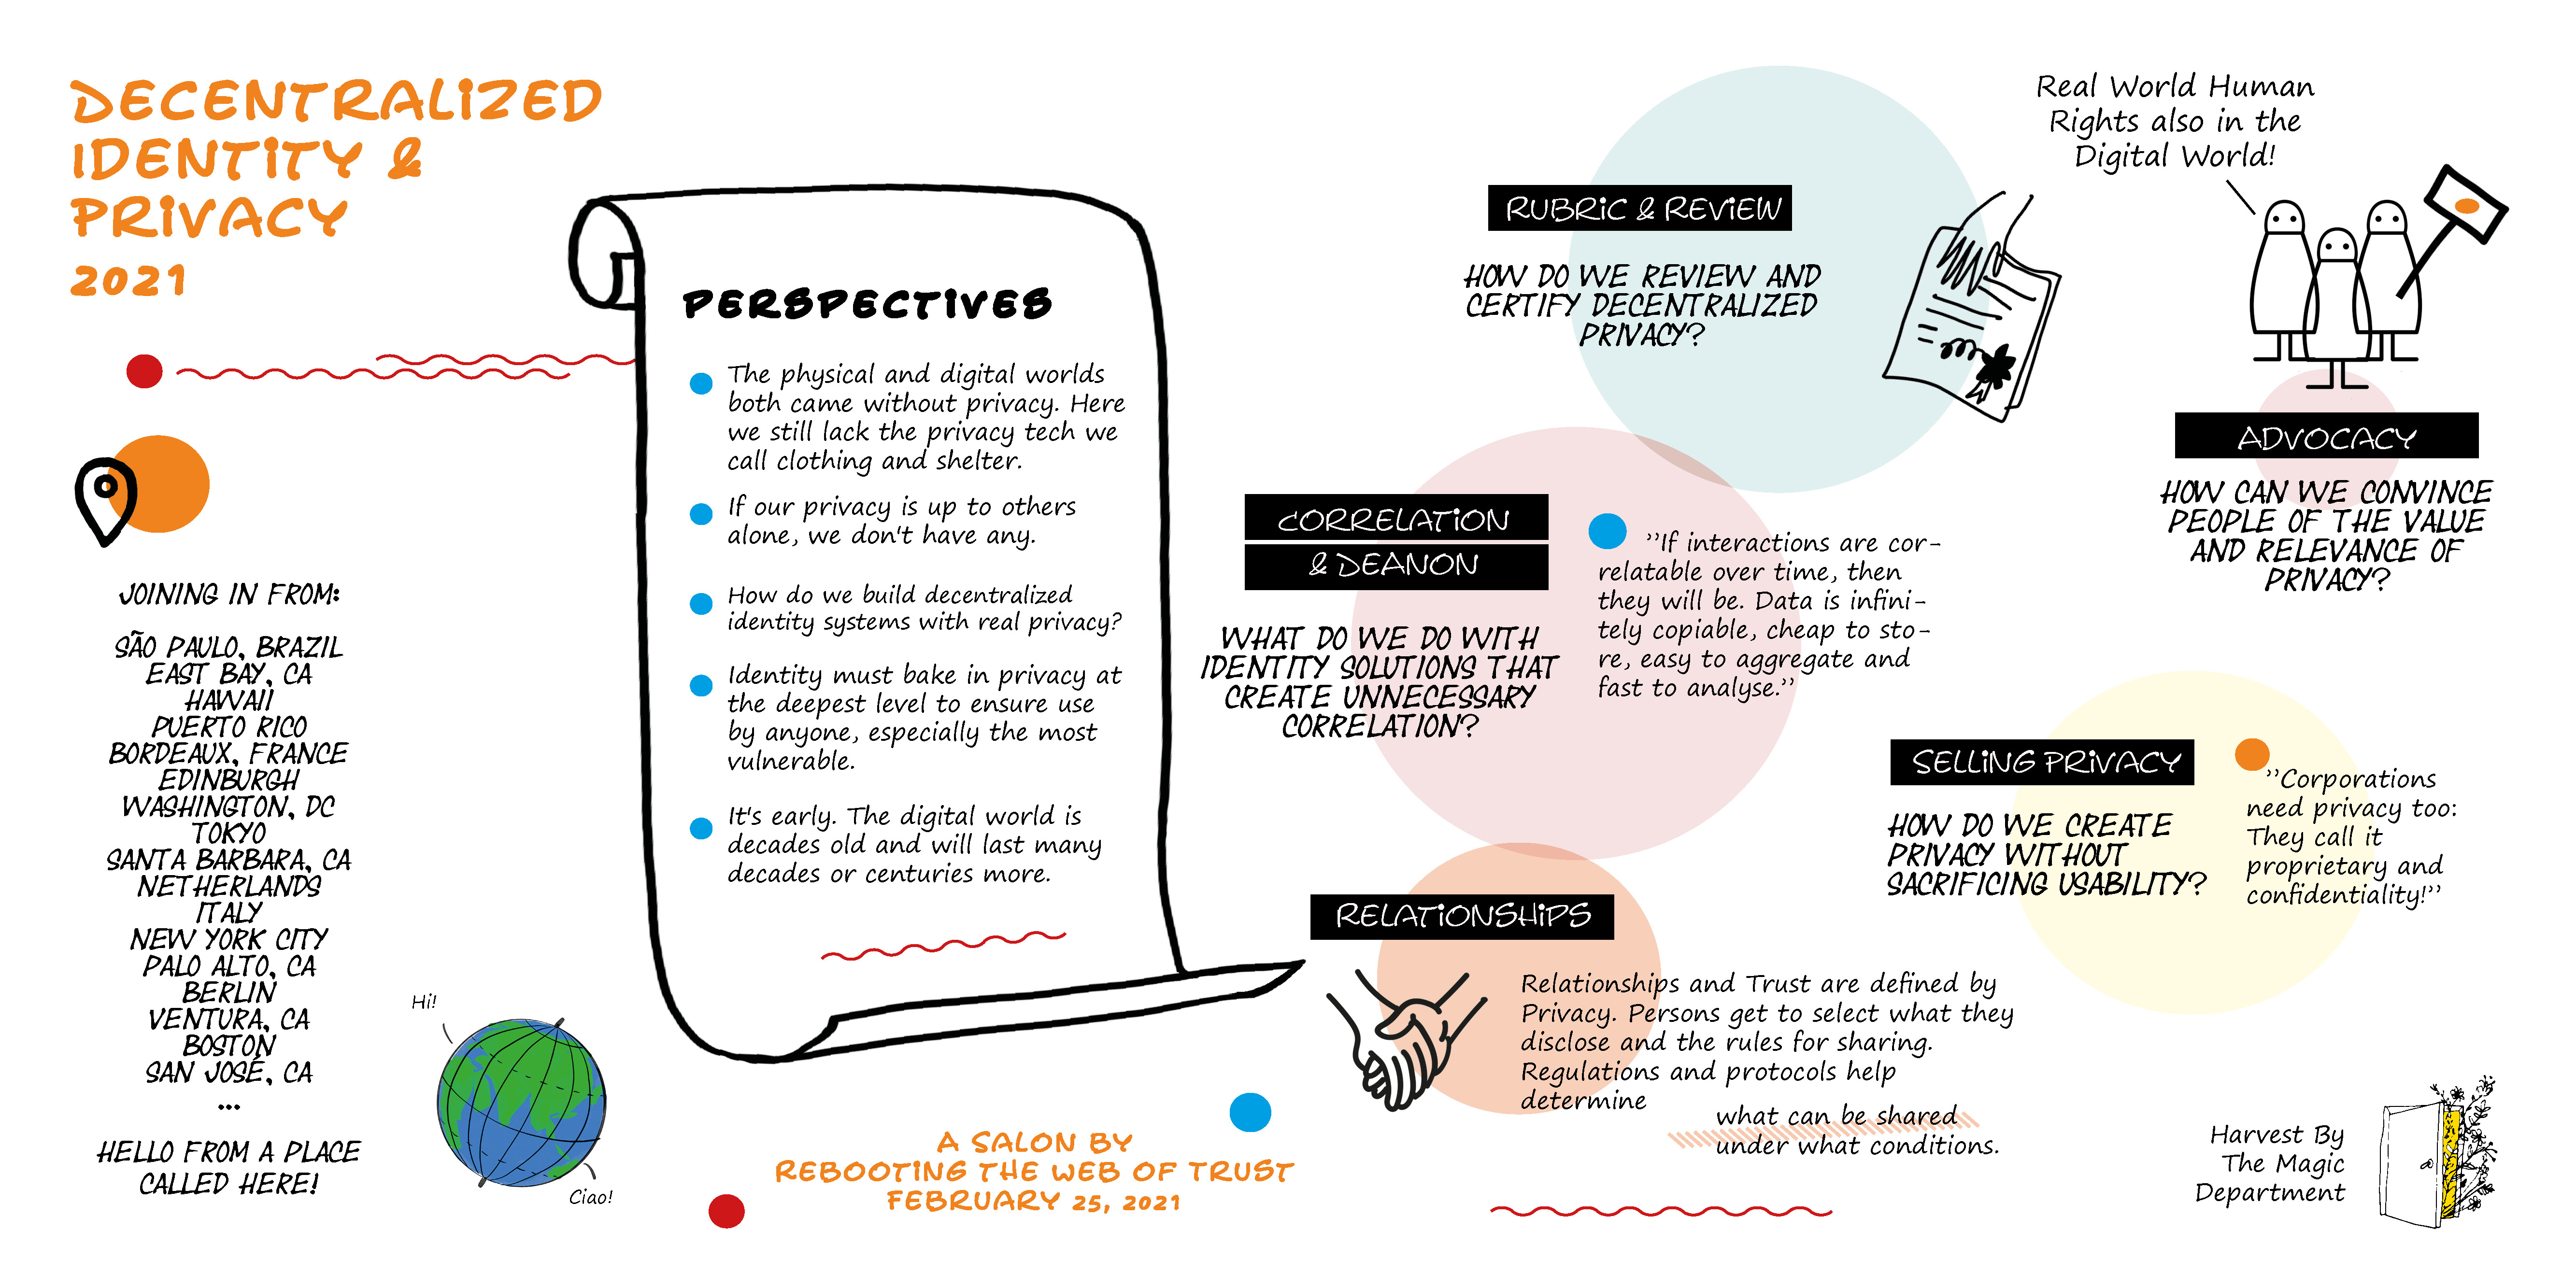 DECENTRALIZED
IDENTITY &
PRIVACY
2021
JOINING IN FROM:
SÃO PAULO, BRAZIL
EAST BAY, CA
HAWAII
PUERTO RICO
BORDEAUX, FRANCE
EDINBURGH
WASHINGTON, DC
TOKYO
SANTA BARBARA, CA
NETHERLANDS
ITALY
NEW YORK CITY
PALO ALTO, CA
BERLIN
VENTURA, CA
BOSTON
SAN JOSÉ, CA
...
HELLO FROM A PLACE
CALLED HERE!
Hi!
Ciao!
PERSPECTIVES
The physical and digital worlds
both came without privacy. Here
we still lack the privacy tech we
call clothing and shelter.
If our privacy is up to others
alone, we don't have any.
How do we build decentralized
identity systems with real privacy?
Identity must bake in privacy at
the deepest level to ensure use
by anyone, especially the most
vulnerable.
It's early. The digital world is
decades old and will last many
decades or centuries more.
A SALON BY
REBOOTING THE WEB OF TRUST
FEBRUARY 25, 2021
RUBRIC & REVIEW
HOW DO WE REVIEW AND
CERTIFY DECENTRALIZED
PRIVACY?
Real World Human
Rights also in the
Digital World!
ADVOCACY
HOW CAN WE CONVINCE
PEOPLE OF THE VALUE
AND RELEVANCE OF
PRIVACY?
CORRELATION
& DEANON
WHAT DO WE DO WITH
IDENTITY SOLUTIONS THAT
CREATE UNNECESSARY
CORRELATION?
”If interactions are cor-
relatable over time, then
they will be. Data is infini-
tely copiable, cheap to sto-
re, easy to aggregate and
fast to analyse.”
SELLING PRIVACY
HOW DO WE CREATE
PRIVACY WITHOUT
SACRIFICING USABILITY?
”Corporations
need privacy too:
They call it
proprietary and
confidentiality!”
RELATIONSHIPS
Relationships and Trust are defined by
Privacy. Persons get to select what they
disclose and the rules for sharing.
Regulations and protocols help
determine
what can be shared
under what conditions.
Harvest By
The Magic
Department